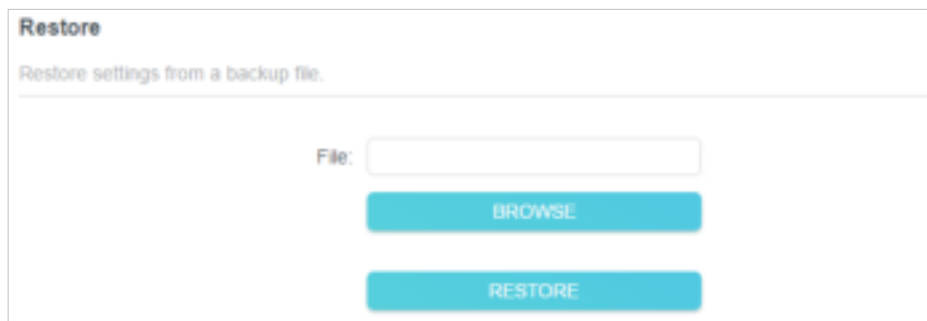 Restore
Restore settings from a backup file.
File:
BROWSE
RESTORE